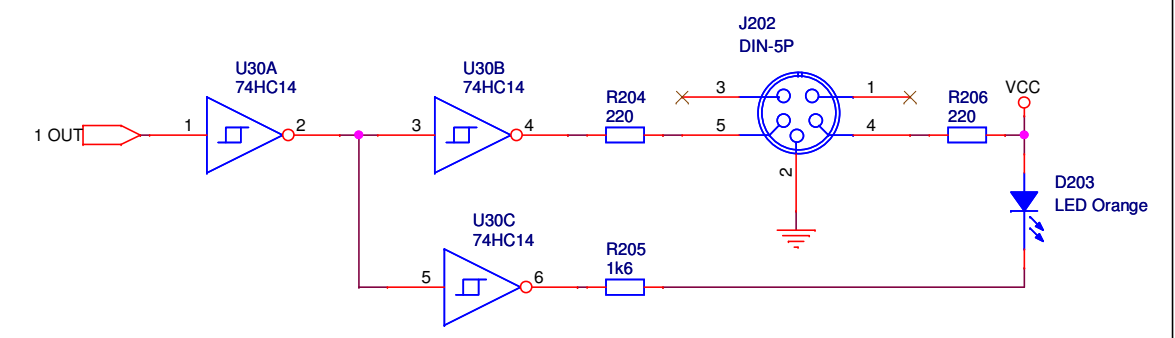 J202
DIN-5P
U30A
74HC14
U30B
74HC14
R204
220
R206
220
VCC
3
1
1 OUT
1
2
3
4
5
4
2
D203
LED Orange
U30C
74HC14
R205
1k6
5
6